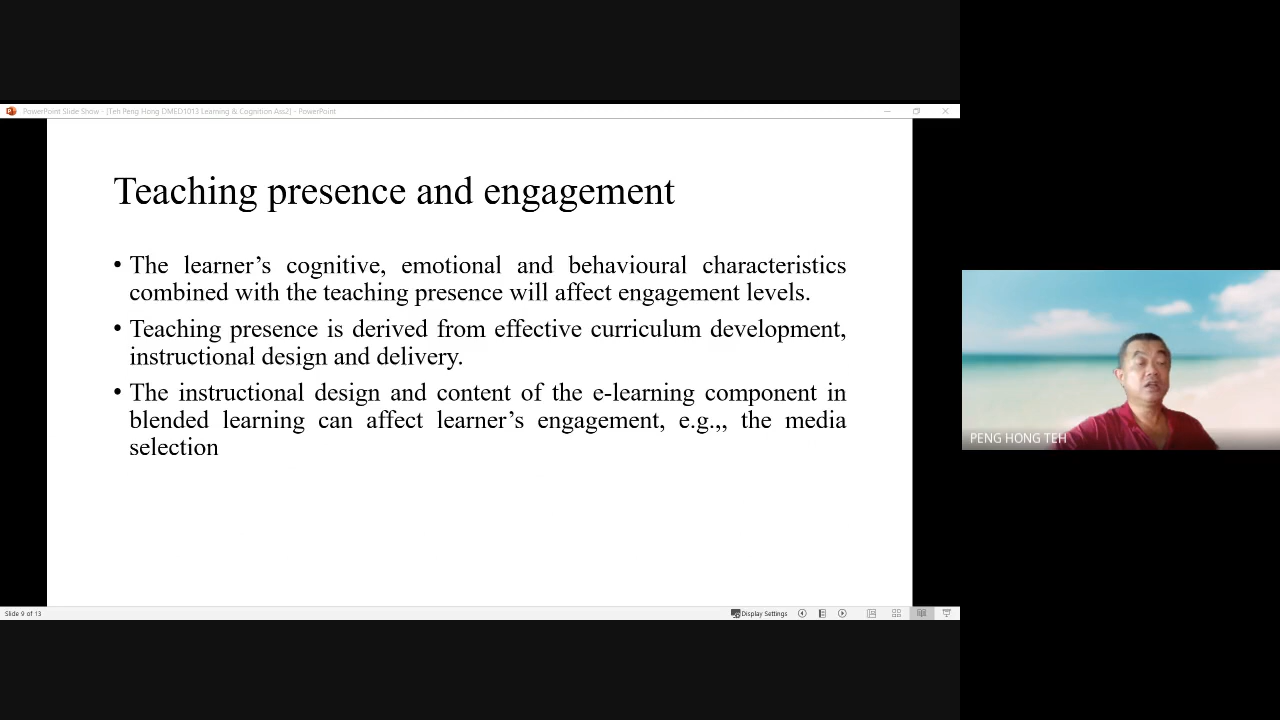 PowerPoint Slide Show - [Teh Peng Hong DMED1013 Learning & Cognition Ass2] - PowerPoint
Teaching presence and engagement
• The learner’s cognitive, emotional and behavioural characteristics
combined with the teaching presence will affect engagement levels.
• Teaching presence is derived from effective curriculum development,
instructional design and delivery.
• The instructional design and content of the e-learning component in
blended learning can affect learner’s engagement, e.g.,, the media
selection
PENG HONG TEH
Slide 9 of 13
Display Settings